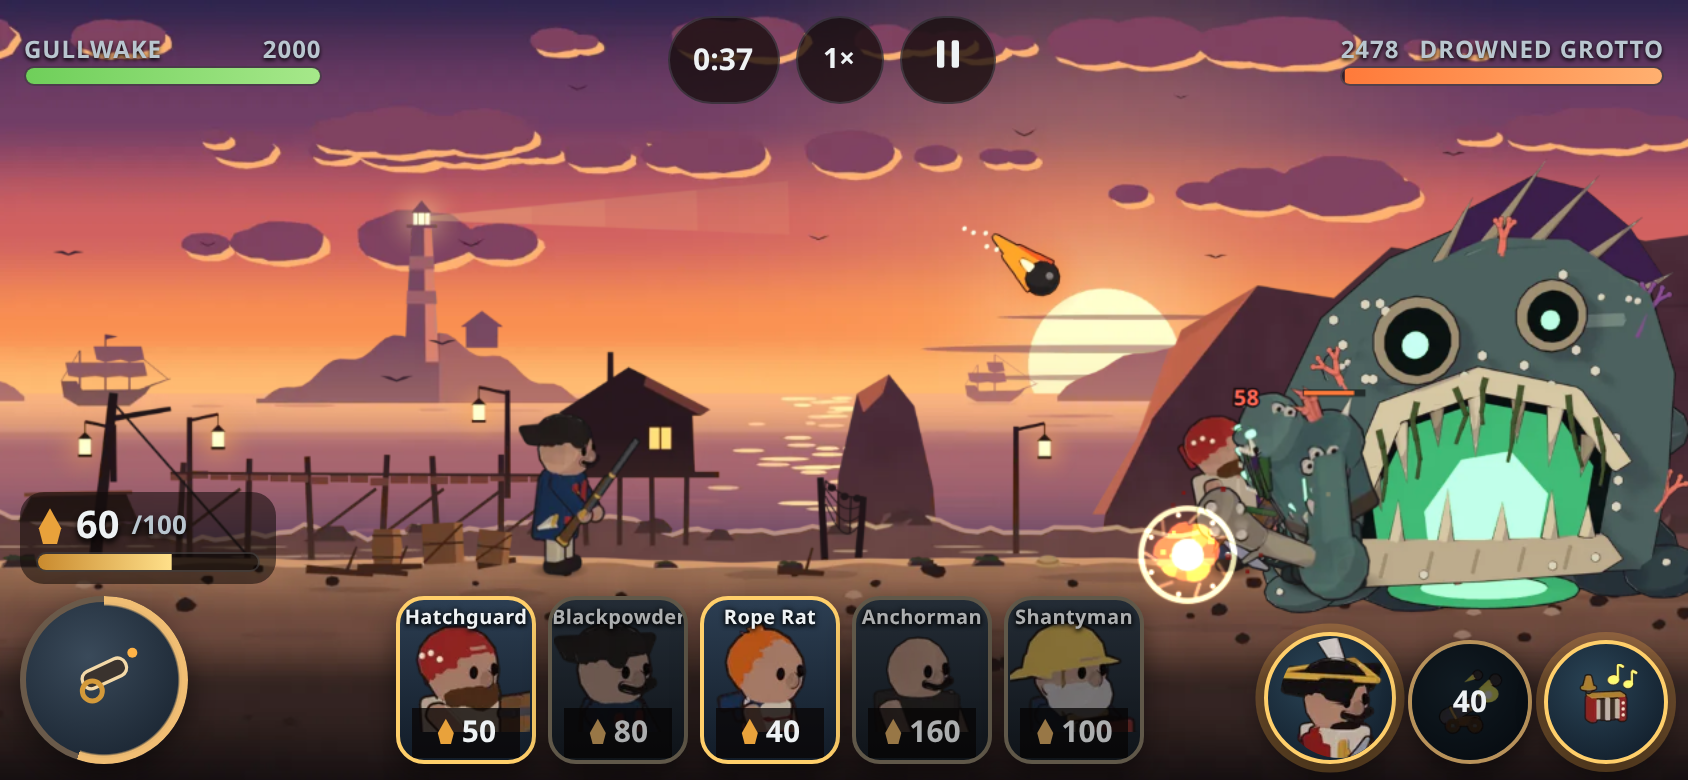 GULLWAKE 2000
0:37
1×
2478 DROWNED GROTTO
58
60 /100
Hatchguard
50
Blackpowder
80
Rope Rat
40
Anchorman
160
Shantyman
100
40